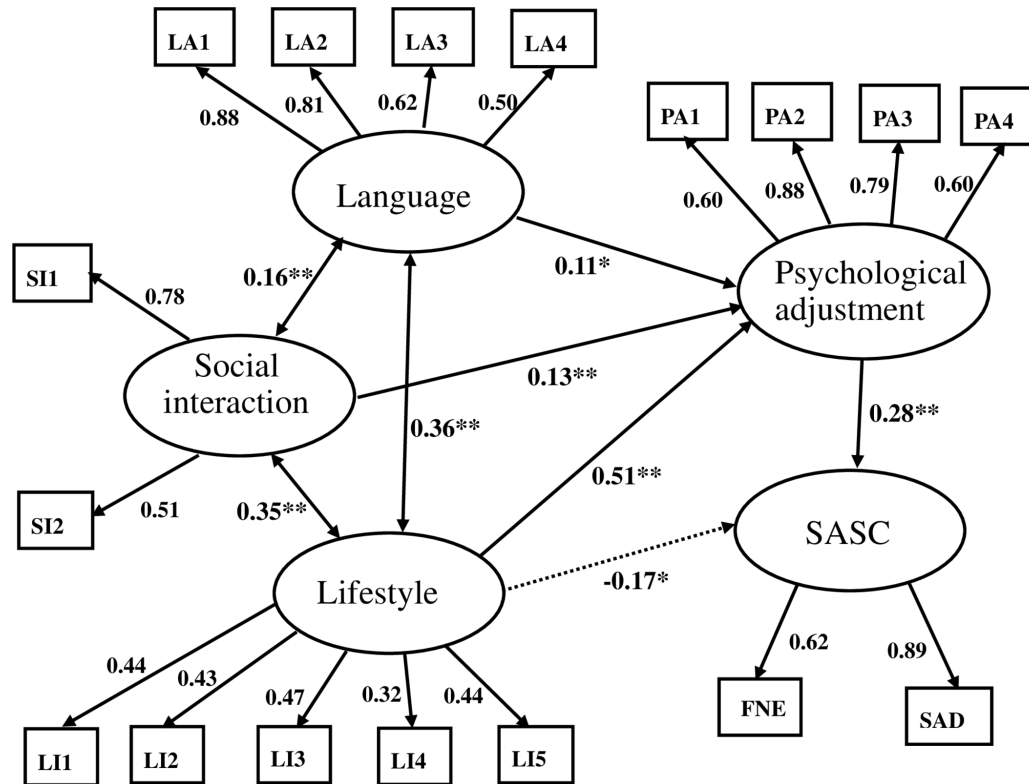 LA1
LA2
LA3
LA4
0.88
0.81
0.62
0.50
PA1
PA2
PA3
PA4
0.60
0.88
0.79
0.60
Language
SI1
0.78
0.16**
0.11*
Psychological
adjustment
Social
interaction
0.13**
0.36**
0.28**
SI2
0.51
0.35**
0.51**
SASC
Lifestyle
-0.17*
0.44
0.43
0.47
0.32
0.44
0.62
0.89
LI1
LI2
LI3
LI4
LI5
FNE
SAD